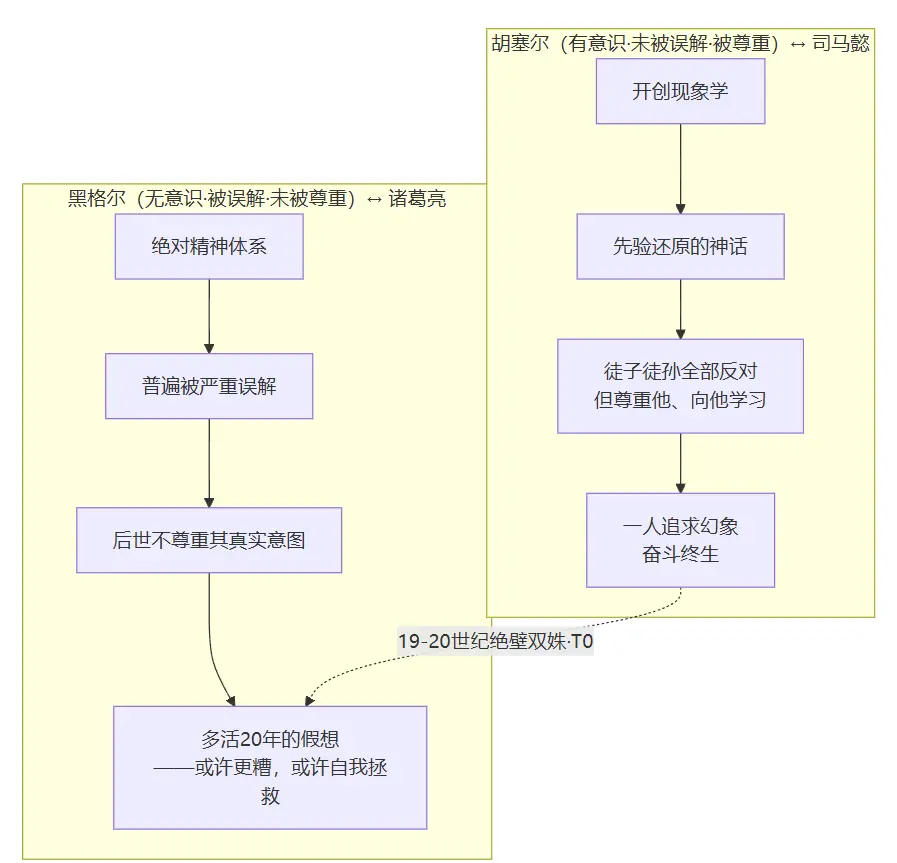 胡塞尔（有意识·未被误解·被尊重）↔ 司马懿
开创现象学
先验还原的神话
徒子徒孙全部反对
但尊重他、向他学习
一人追求幻象
奋斗终生
黑格尔（无意识·被误解·未被尊重）↔ 诸葛亮
绝对精神体系
普遍被严重误解
后世不尊重其真实意图
19-20世纪绝壁双姝·T0
多活20年的假想
——或许更糟，或许自我拯
救